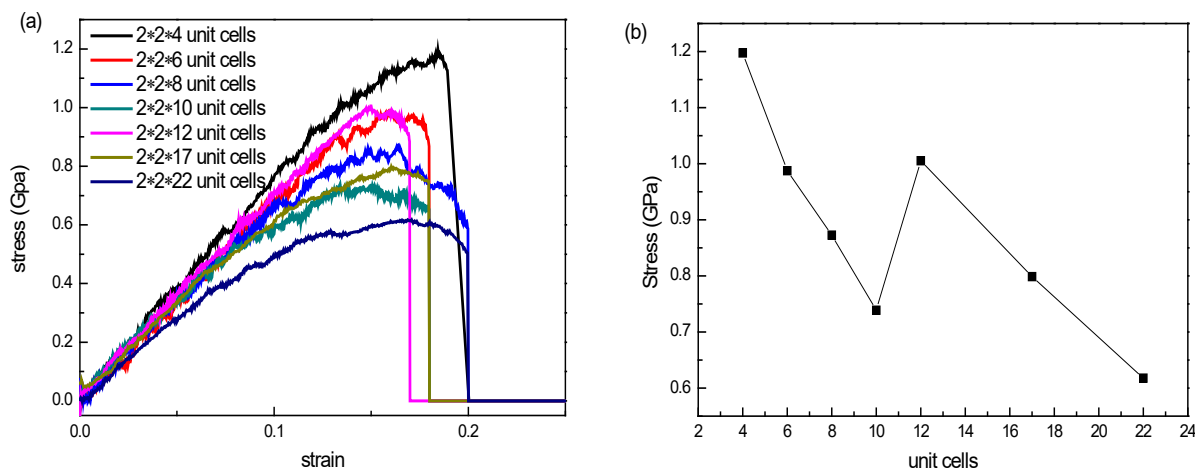 (a)
2*2*4 unit cells
2*2*6 unit cells
2*2*8 unit cells
2*2*10 unit cells
2*2*12 unit cells
2*2*17 unit cells
2*2*22 unit cells
1.2
1.0
0.8
0.6
0.4
0.2
0.0
stress (Gpa)
0.0 0.1 0.2
strain
(b)
1.2
1.1
1.0
0.9
0.8
0.7
0.6
Stress (GPa)
2 4 6 8 10 12 14 16 18 20 22 24
unit cells